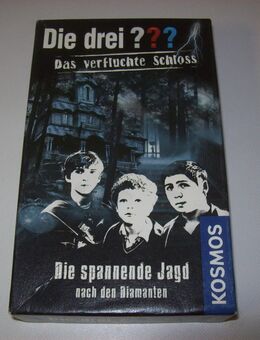 Die drei ???
Das verfluchte Schloss
Die spannende Jagd
nach den Diamanten
KOSMOS